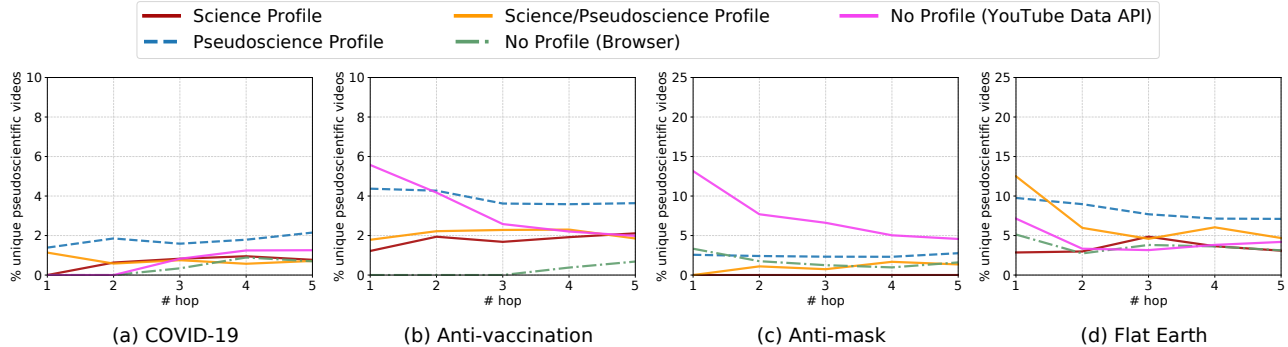 Science Profile
Pseudoscience Profile
Science/Pseudoscience Profile
No Profile (Browser)
No Profile (YouTube Data API)
% unique pseudoscientific videos
10
8
6
4
2
0
1 2 3 4 5
# hop
(a) COVID-19
% unique pseudoscientific videos
10
8
6
4
2
0
1 2 3 4 5
# hop
(b) Anti-vaccination
% unique pseudoscientific videos
25
20
15
10
5
0
1 2 3 4 5
# hop
(c) Anti-mask
% unique pseudoscientific videos
25
20
15
10
5
0
1 2 3 4 5
# hop
(d) Flat Earth